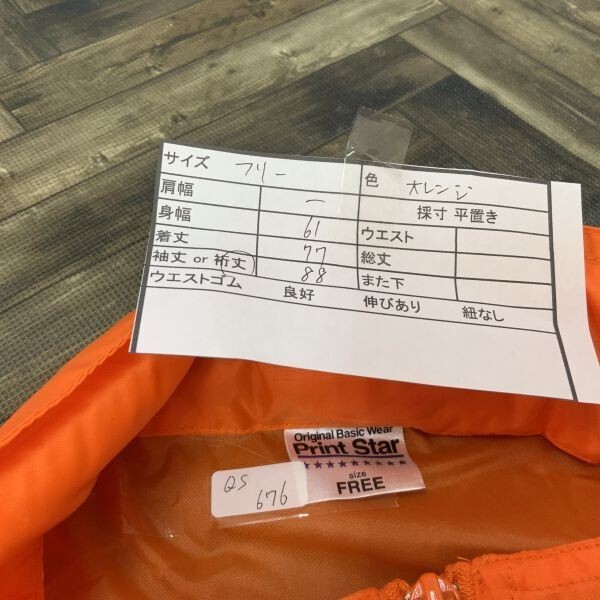 サイズ フリー 色 オレンジ
肩幅 ー 採寸 平置き
身幅 61 ウエスト
着丈 77 総丈
袖丈 or 裄丈 88 また下
ウエストゴム 良好 伸びあり 紐なし
Original Basic Wear
Print Star
size
FREE
QS
676